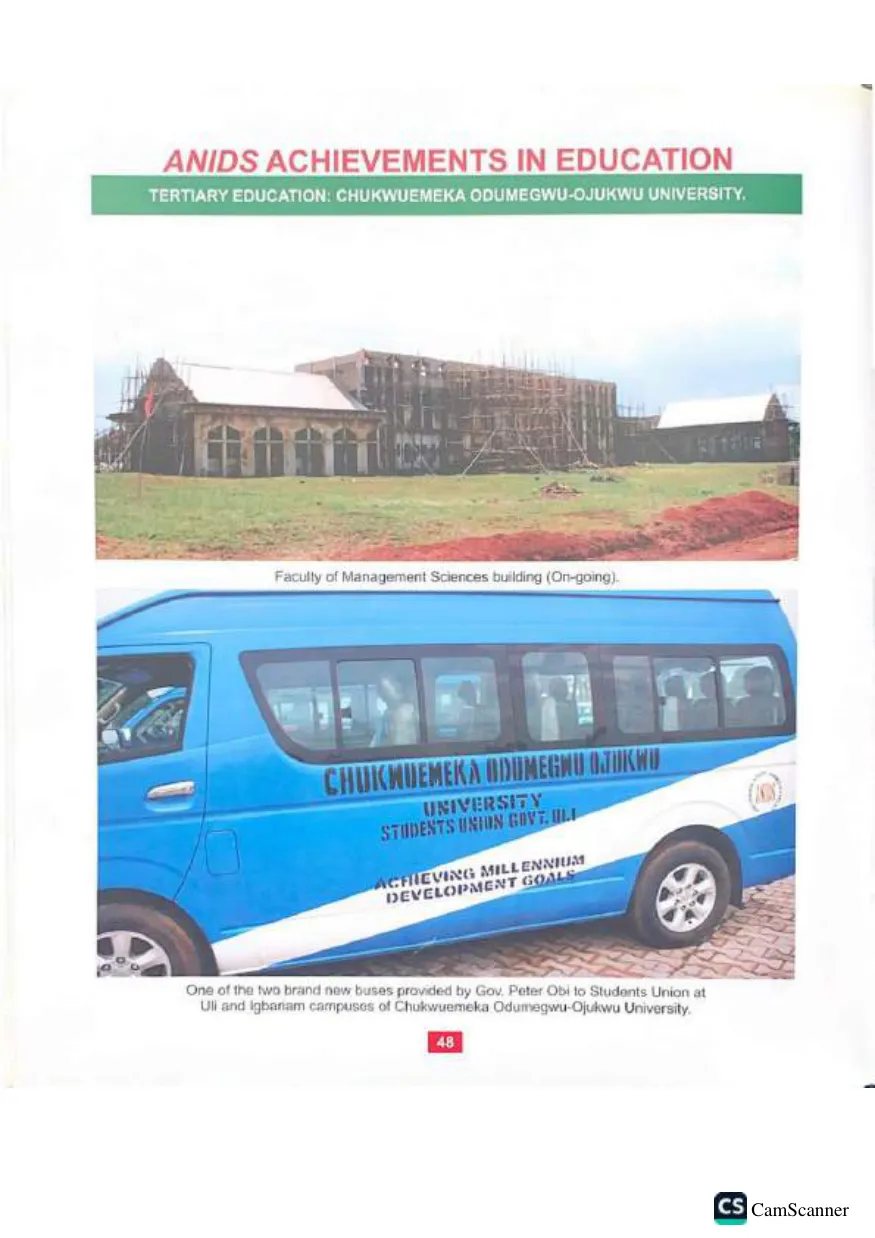 ANIDS ACHIEVEMENTS IN EDUCATION
TERTIARY EDUCATION: CHUKWUEMEKA ODUMEGWU-OJUKWU UNIVERSITY.
Faculty of Management Sciences building (On-going).
CHUKWUEMEKA ODUMEGWU OJUKWU
UNIVERSITY
STUDENTS UNION GOVT. ULI
ANIDS
ACHIEVING MILLENNIUM
DEVELOPMENT GOALS
One of the two brand new buses provided by Gov. Peter Obi to Students Union at
Uli and Igbariam campuses of Chukwuemeka Odumegwu-Ojukwu University.
48
CS CamScanner